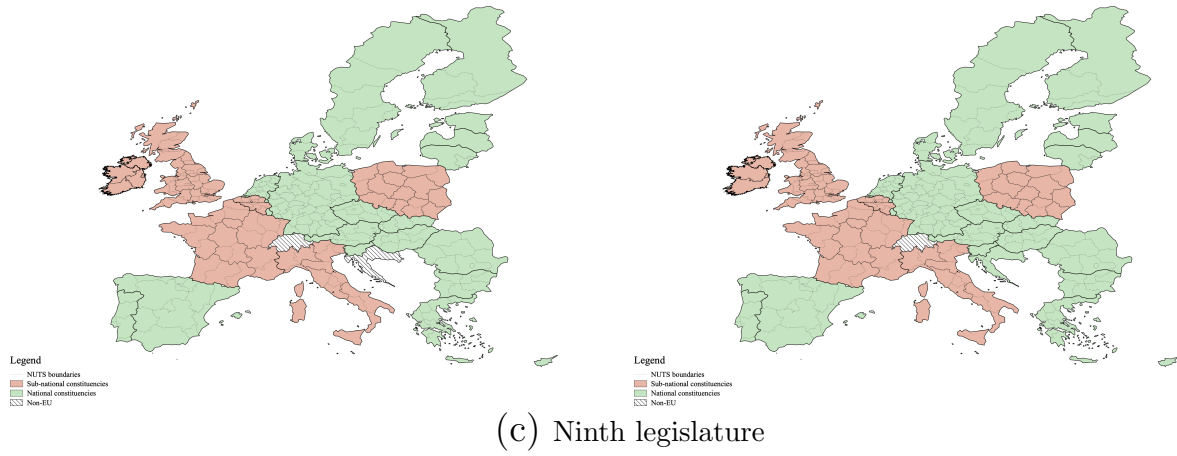 Legend
NUTS boundaries
Sub-national constituencies
National constituencies
Non-EU
Legend
NUTS boundaries
Sub-national constituencies
National constituencies
Non-EU
(c) Ninth legislature